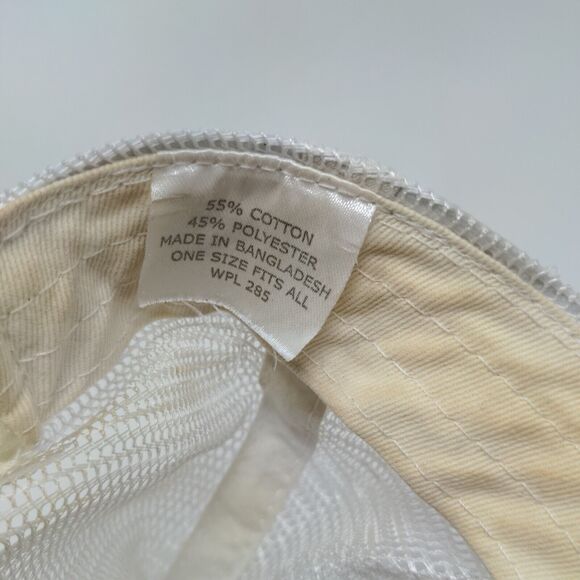 55% COTTON
45% POLYESTER
MADE IN BANGLADESH
ONE SIZE FITS ALL
WPL 285